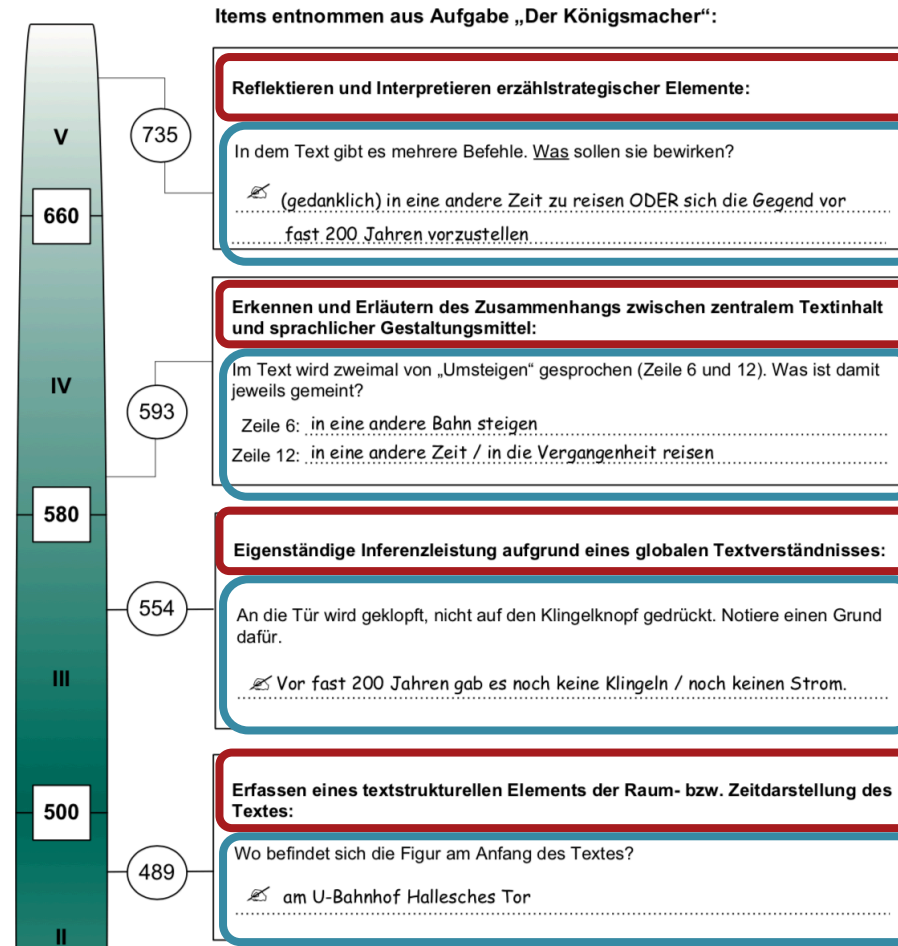 Items entnommen aus Aufgabe „Der Königsmacher“:
Reflektieren und Interpretieren erzählstrategischer Elemente:
V
735
In dem Text gibt es mehrere Befehle. Was sollen sie bewirken?
(gedanklich) in eine andere Zeit zu reisen ODER sich die Gegend vor
fast 200 Jahren vorzustellen
660
Erkennen und Erläutern des Zusammenhangs zwischen zentralem Textinhalt
und sprachlicher Gestaltungsmittel:
IV
593
Im Text wird zweimal von „Umsteigen“ gesprochen (Zeile 6 und 12). Was ist damit
jeweils gemeint?
Zeile 6: in eine andere Bahn steigen
Zeile 12: in eine andere Zeit / in die Vergangenheit reisen
580
Eigenständige Inferenzleistung aufgrund eines globalen Textverständnisses:
554
An die Tür wird geklopft, nicht auf den Klingelknopf gedrückt. Notiere einen Grund
dafür.
III
Vor fast 200 Jahren gab es noch keine Klingeln / noch keinen Strom.
500
Erfassen eines textstrukturellen Elements der Raum- bzw. Zeitdarstellung des
Textes:
489
Wo befindet sich die Figur am Anfang des Textes?
am U-Bahnhof Hallesches Tor
II